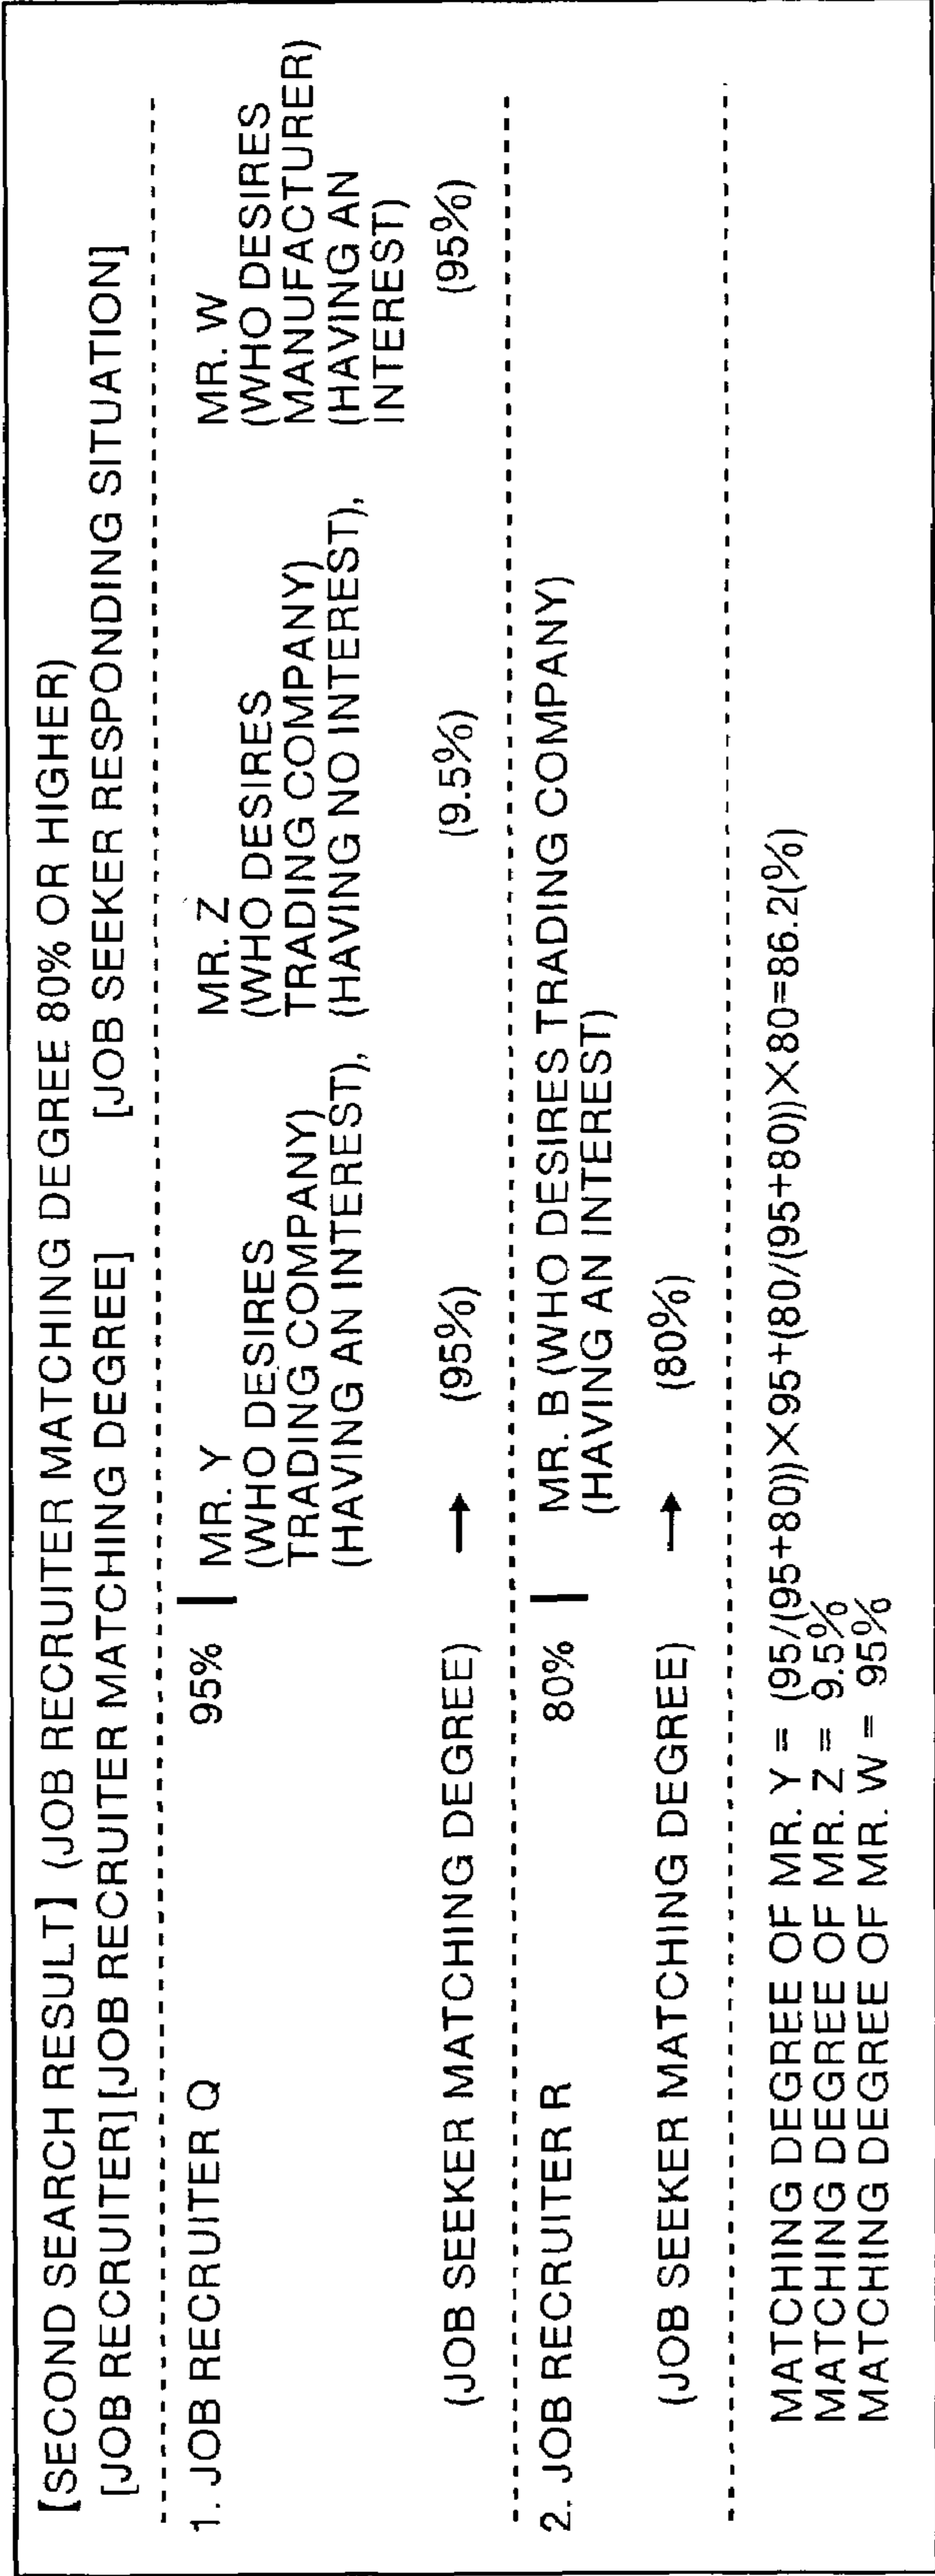 【SECOND SEARCH RESULT】 (JOB RECRUITER MATCHING DEGREE 80% OR HIGHER)
[JOB RECRUITER] [JOB RECRUITER MATCHING DEGREE] [JOB SEEKER RESPONDING SITUATION]
1. JOB RECRUITER Q 95% | MR. Y MR. Z MR. W
(WHO DESIRES (WHO DESIRES (WHO DESIRES
TRADING COMPANY) TRADING COMPANY) MANUFACTURER)
(HAVING AN INTEREST), (HAVING NO INTEREST), (HAVING AN
INTEREST)
(JOB SEEKER MATCHING DEGREE) → (95%) (9.5%) (95%)
2. JOB RECRUITER R 80% | MR. B (WHO DESIRES TRADING COMPANY)
(HAVING AN INTEREST)
(JOB SEEKER MATCHING DEGREE) → (80%)
MATCHING DEGREE OF MR. Y = (95/(95+80))×95+(80/(95+80))×80=86.2(%)
MATCHING DEGREE OF MR. Z = 9.5%
MATCHING DEGREE OF MR. W = 95%